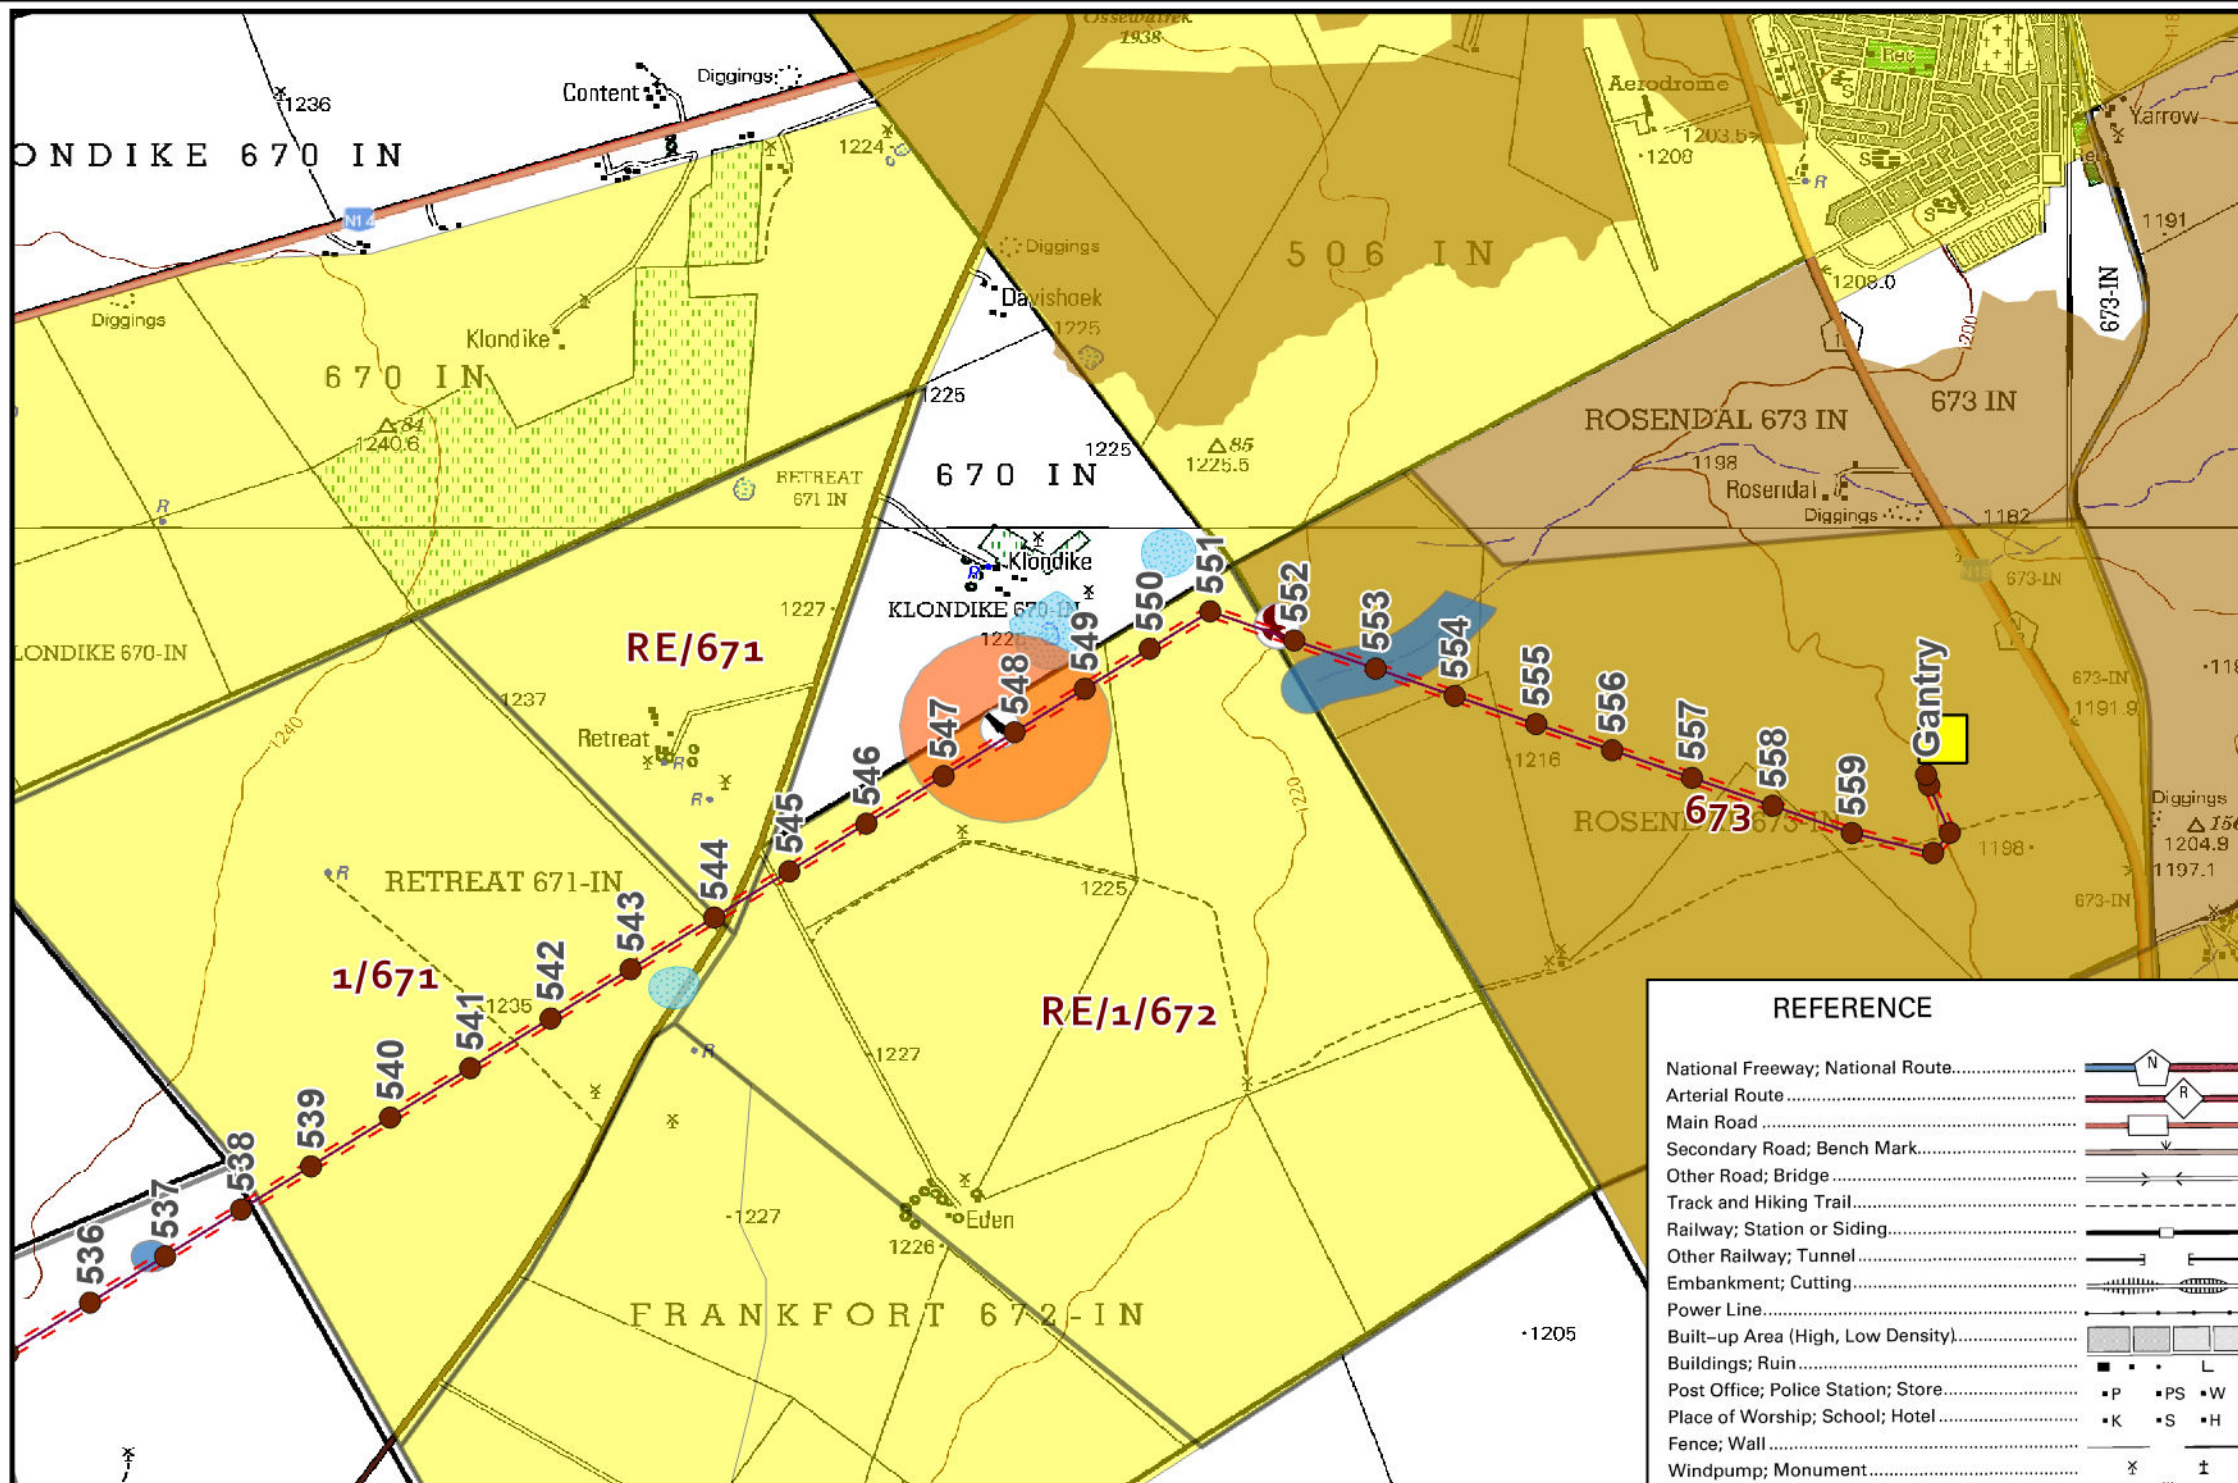 Ossewatrek
1938
Diggings
Content
1236
ONDIKE 670 IN
N14
1224
Aerodrome
1203.5
1208
Rec
S
Yarrow
R
S
S
1191
Diggings
506 IN
Davishoek
1225
1208.0
673-IN
1200
Diggings
Klondike
670 IN
84
1240.6
1225
ROSENDAL 673 IN
673 IN
RETREAT
671 IN
670 IN
1225
85
1225.5
1198
Rosendal
Diggings
1182
R
Klondike
R
551
552
N18
673-IN
KLONDIKE 670-IN
1227
550
553
LONDIKE 670-IN
RE/671
549
554
1237
548
555
Gantry
673-IN
1240
Retreat
R
547
556
1191.9
R
546
557
1216
1220
558
545
559
673
ROSENDAL 673-IN
Diggings
1204.9
1197.1
1198
544
R
RETREAT 671-IN
1225
673-IN
543
1/671
542
1235
RE/1/672
541
R
1227
540
539
538
537
536
1227
Eden
1226
FRANKFORT 672-IN
1205
REFERENCE
National Freeway; National Route N
Arterial Route R
Main Road
Secondary Road; Bench Mark
Other Road; Bridge
Track and Hiking Trail
Railway; Station or Siding
Other Railway; Tunnel
Embankment; Cutting
Power Line
Built-up Area (High, Low Density)
Buildings; Ruin
Post Office; Police Station; Store P PS W
Place of Worship; School; Hotel K S H
Fence; Wall
Windpump; Monument